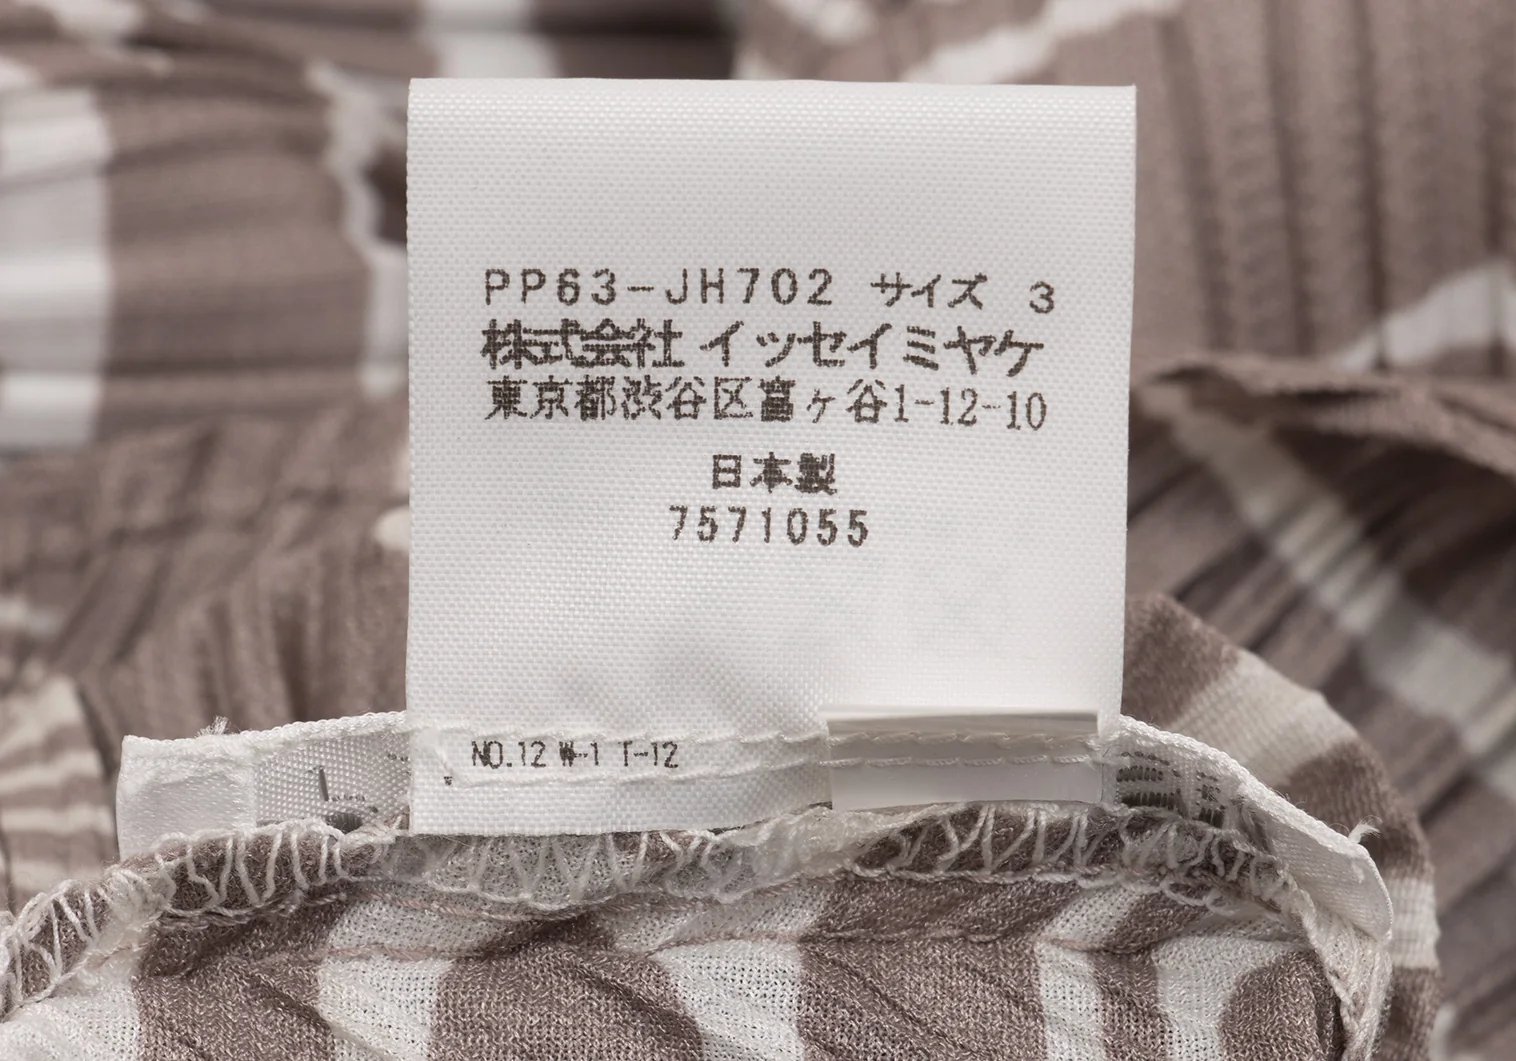 PP63-JH702 サイズ 3
株式会社 イッセイミヤケ
東京都渋谷区富ヶ谷1-12-10
日本製
7571055
NO.12 W-1 T-12